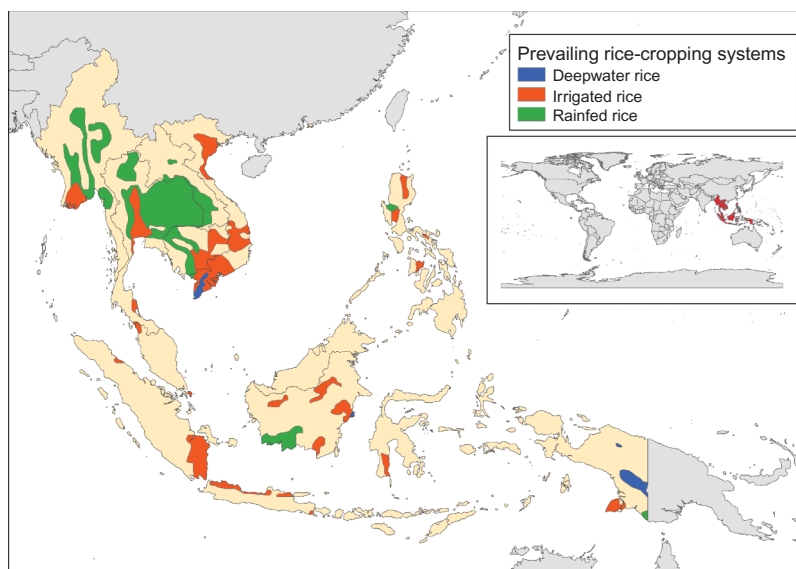 Prevailing rice-cropping systems
Deepwater rice
Irrigated rice
Rainfed rice